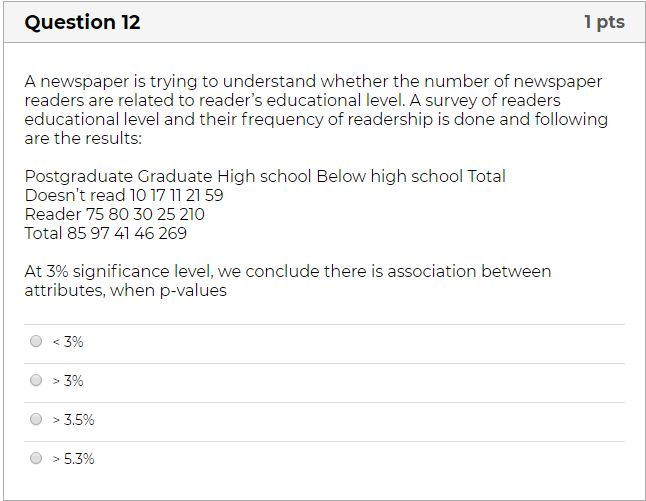 Question 12
1 pts
A newspaper is trying to understand whether the number of newspaper
readers are related to reader's educational level. A survey of readers
educational level and their frequency of readership is done and following
are the results:
Postgraduate Graduate High school Below high school Total
Doesn't read 10 17 11 21 59
Reader 75 80 30 25 210
Total 85 97 41 46 269
At 3% significance level, we conclude there is association between
attributes, when p-values
< 3%
> 3%
> 3.5%
> 5.3%